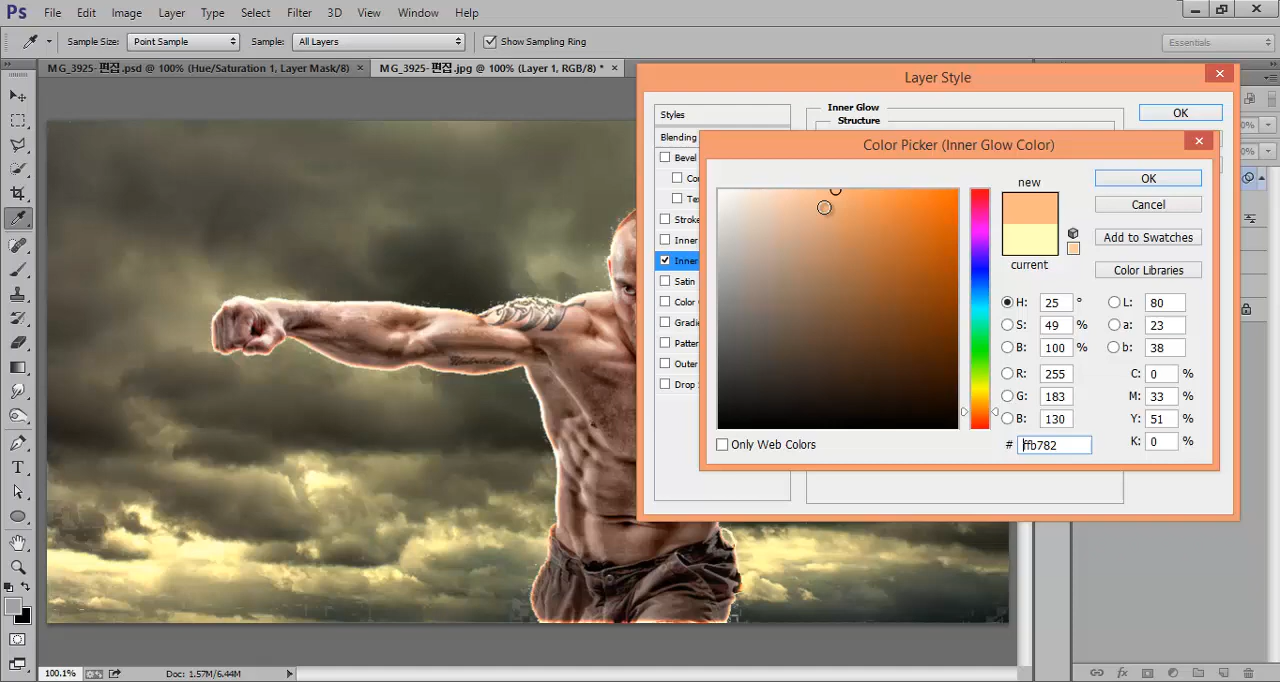 Ps File Edit Image Layer Type Select Filter 3D View Window Help
Sample Size: Point Sample Sample: All Layers Show Sampling Ring Essentials
MG_3925-편집.psd @ 100% (Hue/Saturation 1, Layer Mask/8) × MG_3925-편집.jpg @ 100% (Layer 1, RGB/8) * ×
Layer Style
Styles
Blending
Bevel
Stroke
Inner
Inner
Satin
Color
Pattern
Outer
Drop
Inner Glow
Structure
OK
Color Picker (Inner Glow Color)
new
current
OK
Cancel
Add to Swatches
Color Libraries
H: 25 ° L: 80
S: 49 % a: 23
B: 100 % b: 38
R: 255 C: 0 %
G: 183 M: 33 %
B: 130 Y: 51 %
# ffb782 K: 0 %
Only Web Colors
100.1% Doc: 1.57M/6.44M
fx